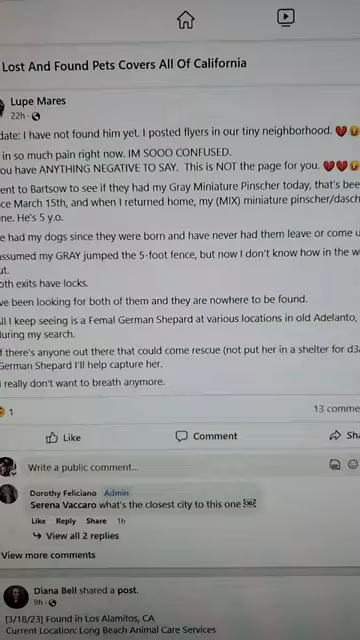 Lost And Found Pets Covers All Of California
Lupe Mares
22h
date: I have not found him yet. I posted flyers in our tiny neighborhood. 💔
in so much pain right now. IM SOOO CONFUSED.
ou have ANYTHING NEGATIVE TO SAY. This is NOT the page for you. 💔💔
ent to Bartsow to see if they had my Gray Miniature Pinscher today, that's bee
ce March 15th, and when I returned home, my (MIX) miniature pinscher/dasch
ne. He's 5 y.o.
e had my dogs since they were born and have never had them leave or come u
assumed my GRAY jumped the 5-foot fence, but now I don't know how in the w
ut.
oth exits have locks.
ve been looking for both of them and they are nowhere to be found.
ll I keep seeing is a Femal German Shepard at various locations in old Adelanto,
during my search.
f there's anyone out there that could come rescue (not put her in a shelter for d3a
German Shepard I'll help capture her.
really don't want to breath anymore.
1
13 comme
Like Comment Sha
Write a public comment...
Dorothy Feliciano Admin
Serena Vaccaro what's the closest city to this one
Like Reply Share 1h
View all 2 replies
View more comments
Diana Bell shared a post.
9h
[3/18/23] Found in Los Alamitos, CA
Current Location: Long Beach Animal Care Services